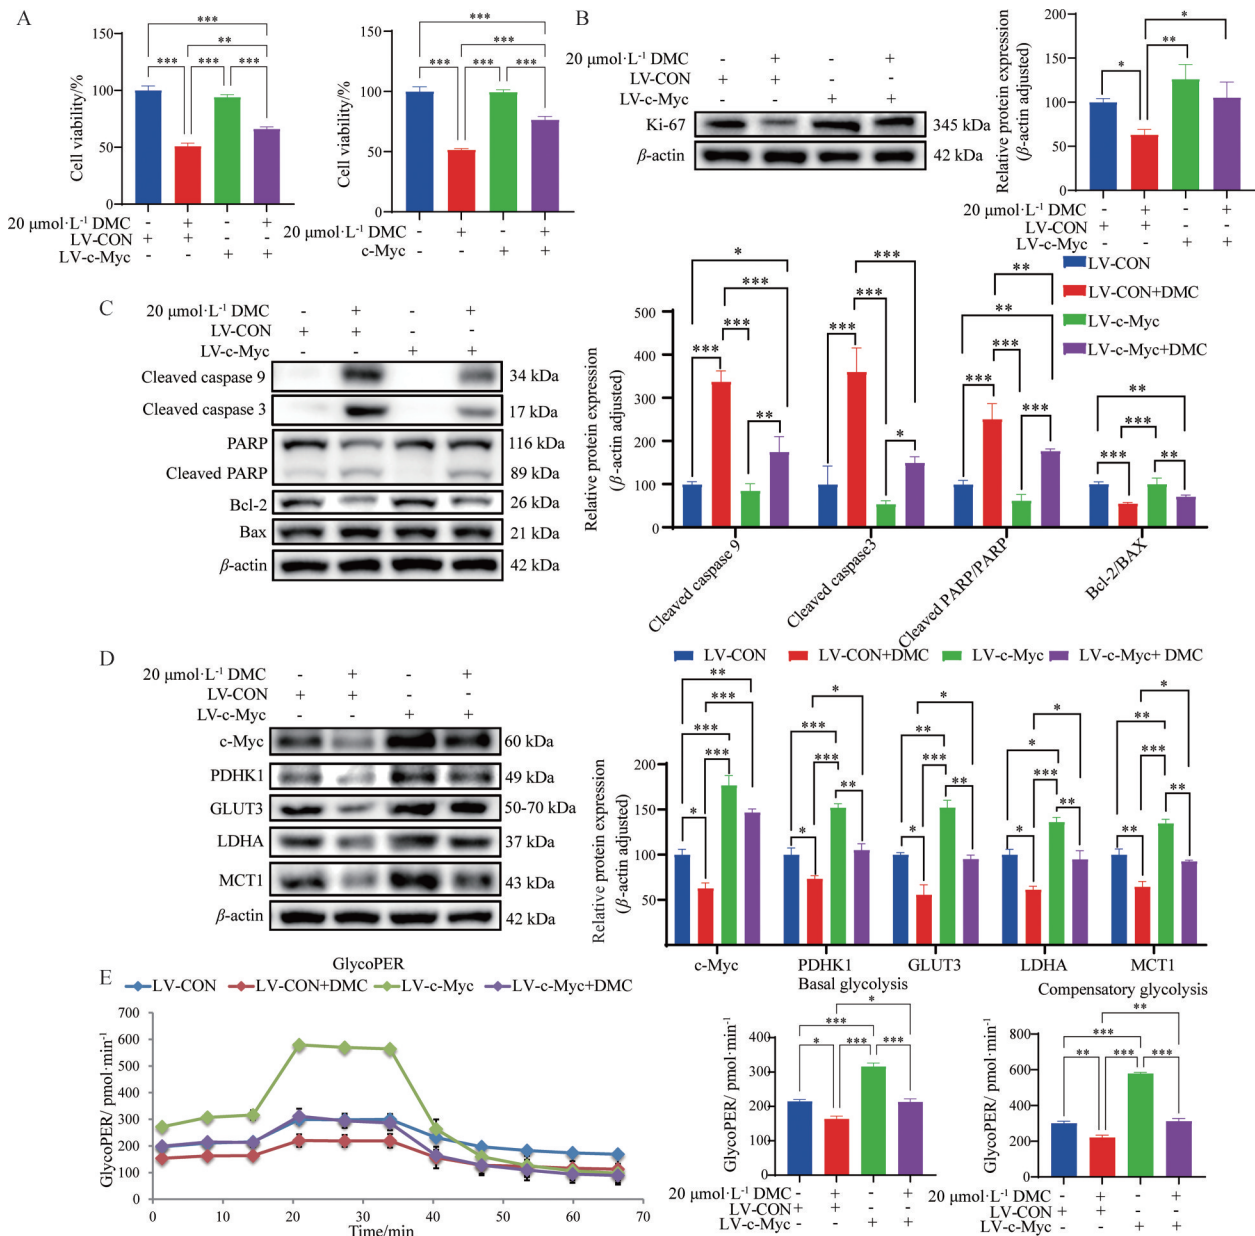 A
Cell viability/%
150
100
50
0
***
**
*** *** ***
20 μmol·L⁻¹ DMC - + - +
LV-CON + + - -
LV-c-Myc - - + +
Cell viability/%
150
100
50
0
***
***
*** *** ***
20 μmol·L⁻¹ DMC - + - +
c-Myc - - + +
B
20 μmol·L⁻¹ DMC - + - +
LV-CON + + - -
LV-c-Myc - - + +
Ki-67 345 kDa
β-actin 42 kDa
Relative protein expression
(β-actin adjusted)
200
150
100
50
0
*
**
*
20 μmol·L⁻¹ DMC - + - +
LV-CON + + - -
LV-c-Myc - - + +
C
20 μmol·L⁻¹ DMC - + - +
LV-CON + + - -
LV-c-Myc - - + +
Cleaved caspase 9 34 kDa
Cleaved caspase 3 17 kDa
PARP 116 kDa
Cleaved PARP 89 kDa
Bcl-2 26 kDa
Bax 21 kDa
β-actin 42 kDa
LV-CON
LV-CON+DMC
LV-c-Myc
LV-c-Myc+DMC
Relative protein expression
(β-actin adjusted)
500
400
300
200
100
0
* *** *** *** **
*** *** *** *
** ** *** *** ***
** *** *** **
Cleaved caspase 9
Cleaved caspase3
Cleaved PARP/PARP
Bcl-2/BAX
D
20 μmol·L⁻¹ DMC - + - +
LV-CON + + - -
LV-c-Myc - - + +
c-Myc 60 kDa
PDHK1 49 kDa
GLUT3 50-70 kDa
LDHA 37 kDa
MCT1 43 kDa
β-actin 42 kDa
LV-CON LV-CON+DMC LV-c-Myc LV-c-Myc+ DMC
Relative protein expression
(β-actin adjusted)
200
150
100
50
** *** *** *** *
* *** *** ** *
* ** *** ** *
* * *** ** *
* ** *** ** **
c-Myc PDHK1 GLUT3 LDHA MCT1
E
GlycoPER
LV-CON LV-CON+DMC LV-c-Myc LV-c-Myc+DMC
GlycoPER/ pmol·min⁻¹
700
600
500
400
300
200
100
0
0 10 20 30 40 50 60 70
Time/min
Basal glycolysis
GlycoPER/ pmol·min⁻¹
400
300
200
100
0
*
***
* *** ***
20 μmol·L⁻¹ DMC - + - +
LV-CON + + - -
LV-c-Myc - - + +
Compensatory glycolysis
GlycoPER/ pmol·min⁻¹
800
600
400
200
0
**
***
** *** ***
20 μmol·L⁻¹ DMC - + - +
LV-CON + + - -
LV-c-Myc - - + +